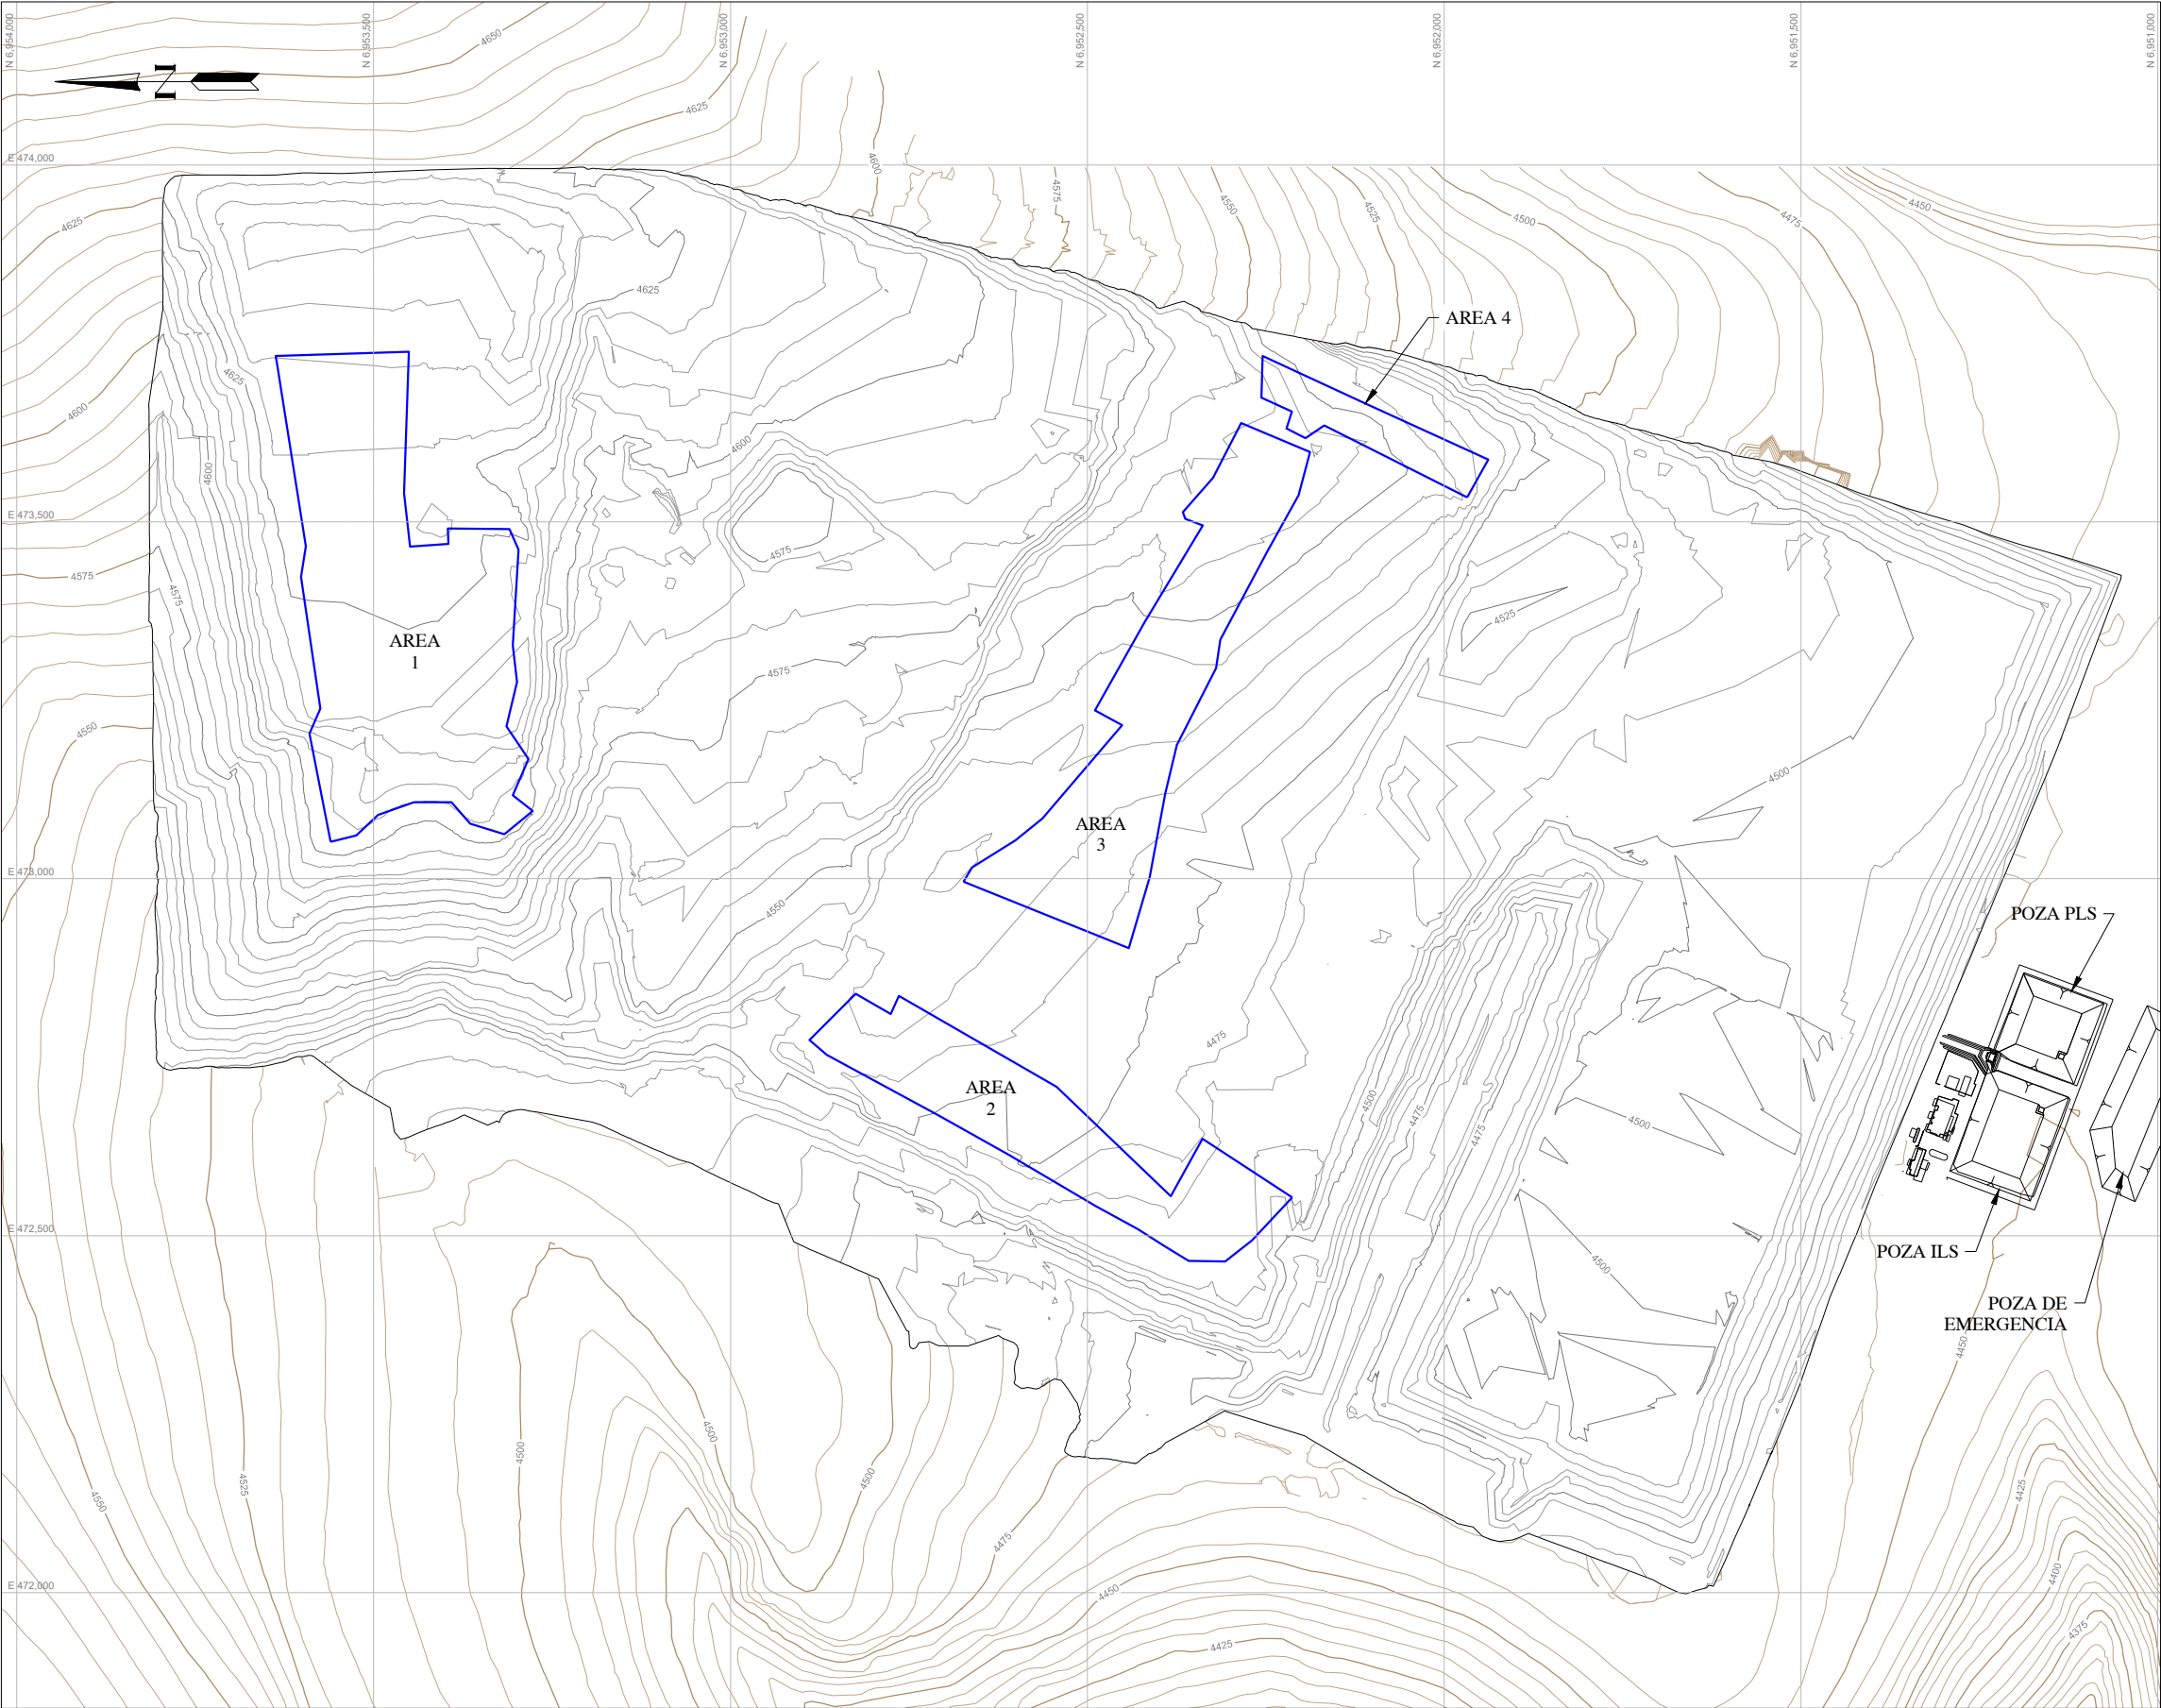 N 6,954,000
N 6,953,500
N 6,953,000
N 6,952,500
N 6,952,000
N 6,951,500
N 6,951,000
4650
N
4625
4600
E 474,000
4575
4550
4525
4500
4475
4450
4625
4625
AREA 4
4625
4600
4600
4600
E 473,500
4575
4575
4575
4525
AREA
1
4575
4550
4500
AREA
3
E 473,000
4550
POZA PLS
4475
AREA
2
4500
4475
4475
4500
E 472,500
POZA ILS
4500
POZA DE
EMERGENCIA
4450
4500
4500
4500
4525
4550
4425
4475
4400
E 472,000
4450
4375
4425